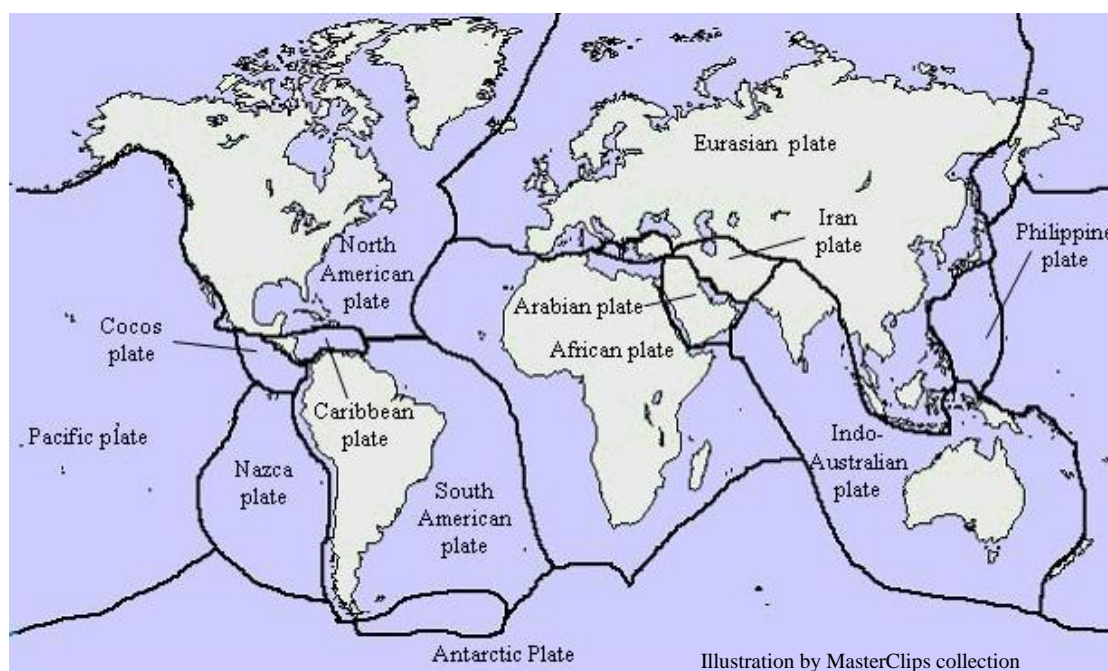 Eurasian plate
Iran
plate
Philippine
plate
North
American
plate
Arabian plate
Cocos
plate
African plate
Caribbean
plate
Pacific plate
Indo-
Australian
plate
Nazca
plate
South
American
plate
Antarctic Plate
Illustration by MasterClips collection